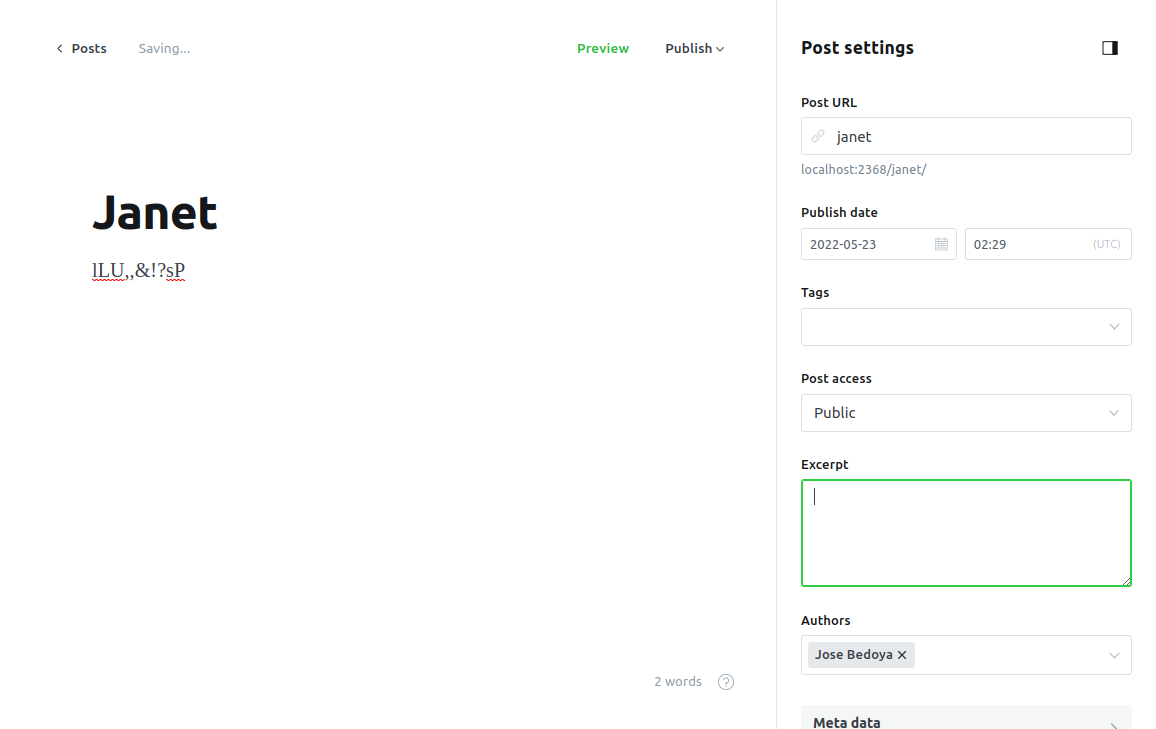 Posts Saving... Preview Publish
Janet
lLU,,&!?sP
2 words
Post settings
Post URL
janet
localhost:2368/janet/
Publish date
2022-05-23 02:29 (UTC)
Tags
Post access
Public
Excerpt
Authors
Jose Bedoya
Meta data